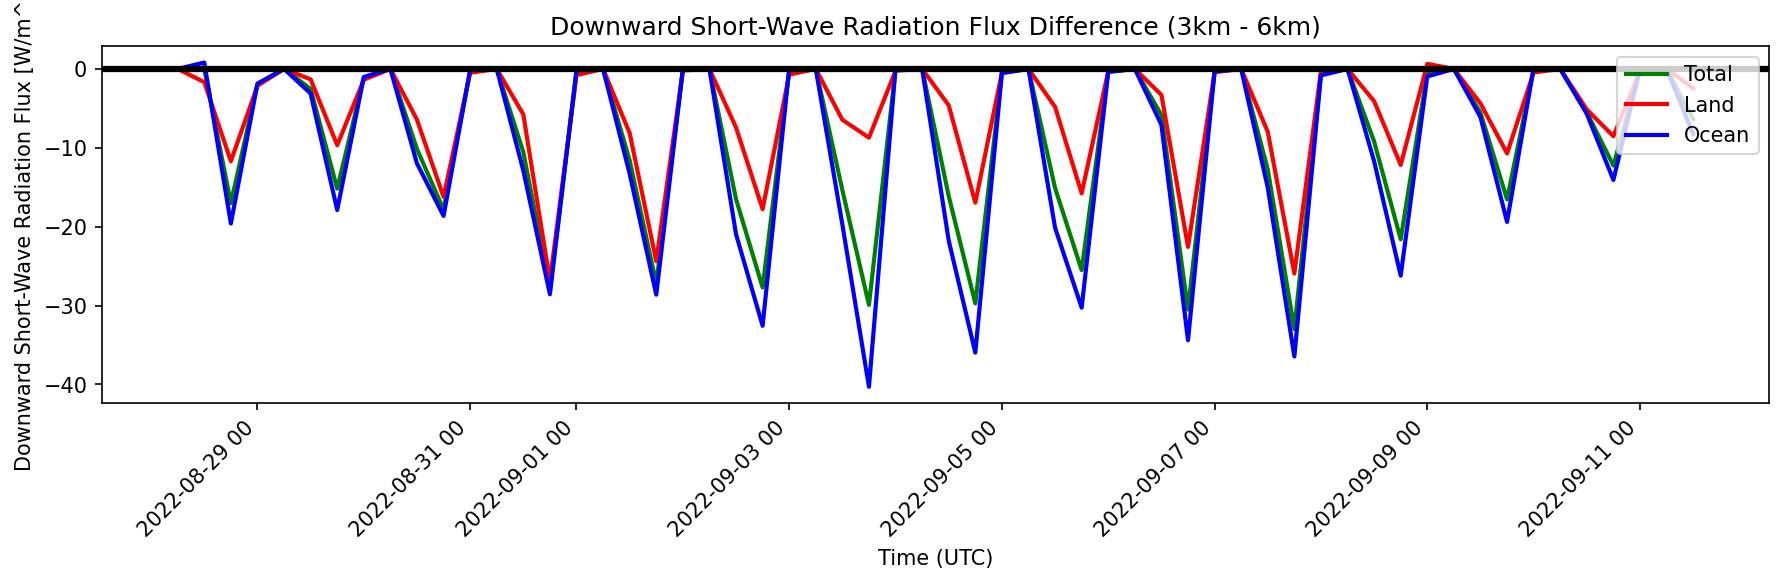 Downward Short-Wave Radiation Flux Difference (3km - 6km)
Downward Short-Wave Radiation Flux [W/m^
0
−10
−20
−30
−40
Total
Land
Ocean
2022-08-29 00
2022-08-31 00
2022-09-01 00
2022-09-03 00
2022-09-05 00
2022-09-07 00
2022-09-09 00
2022-09-11 00
Time (UTC)